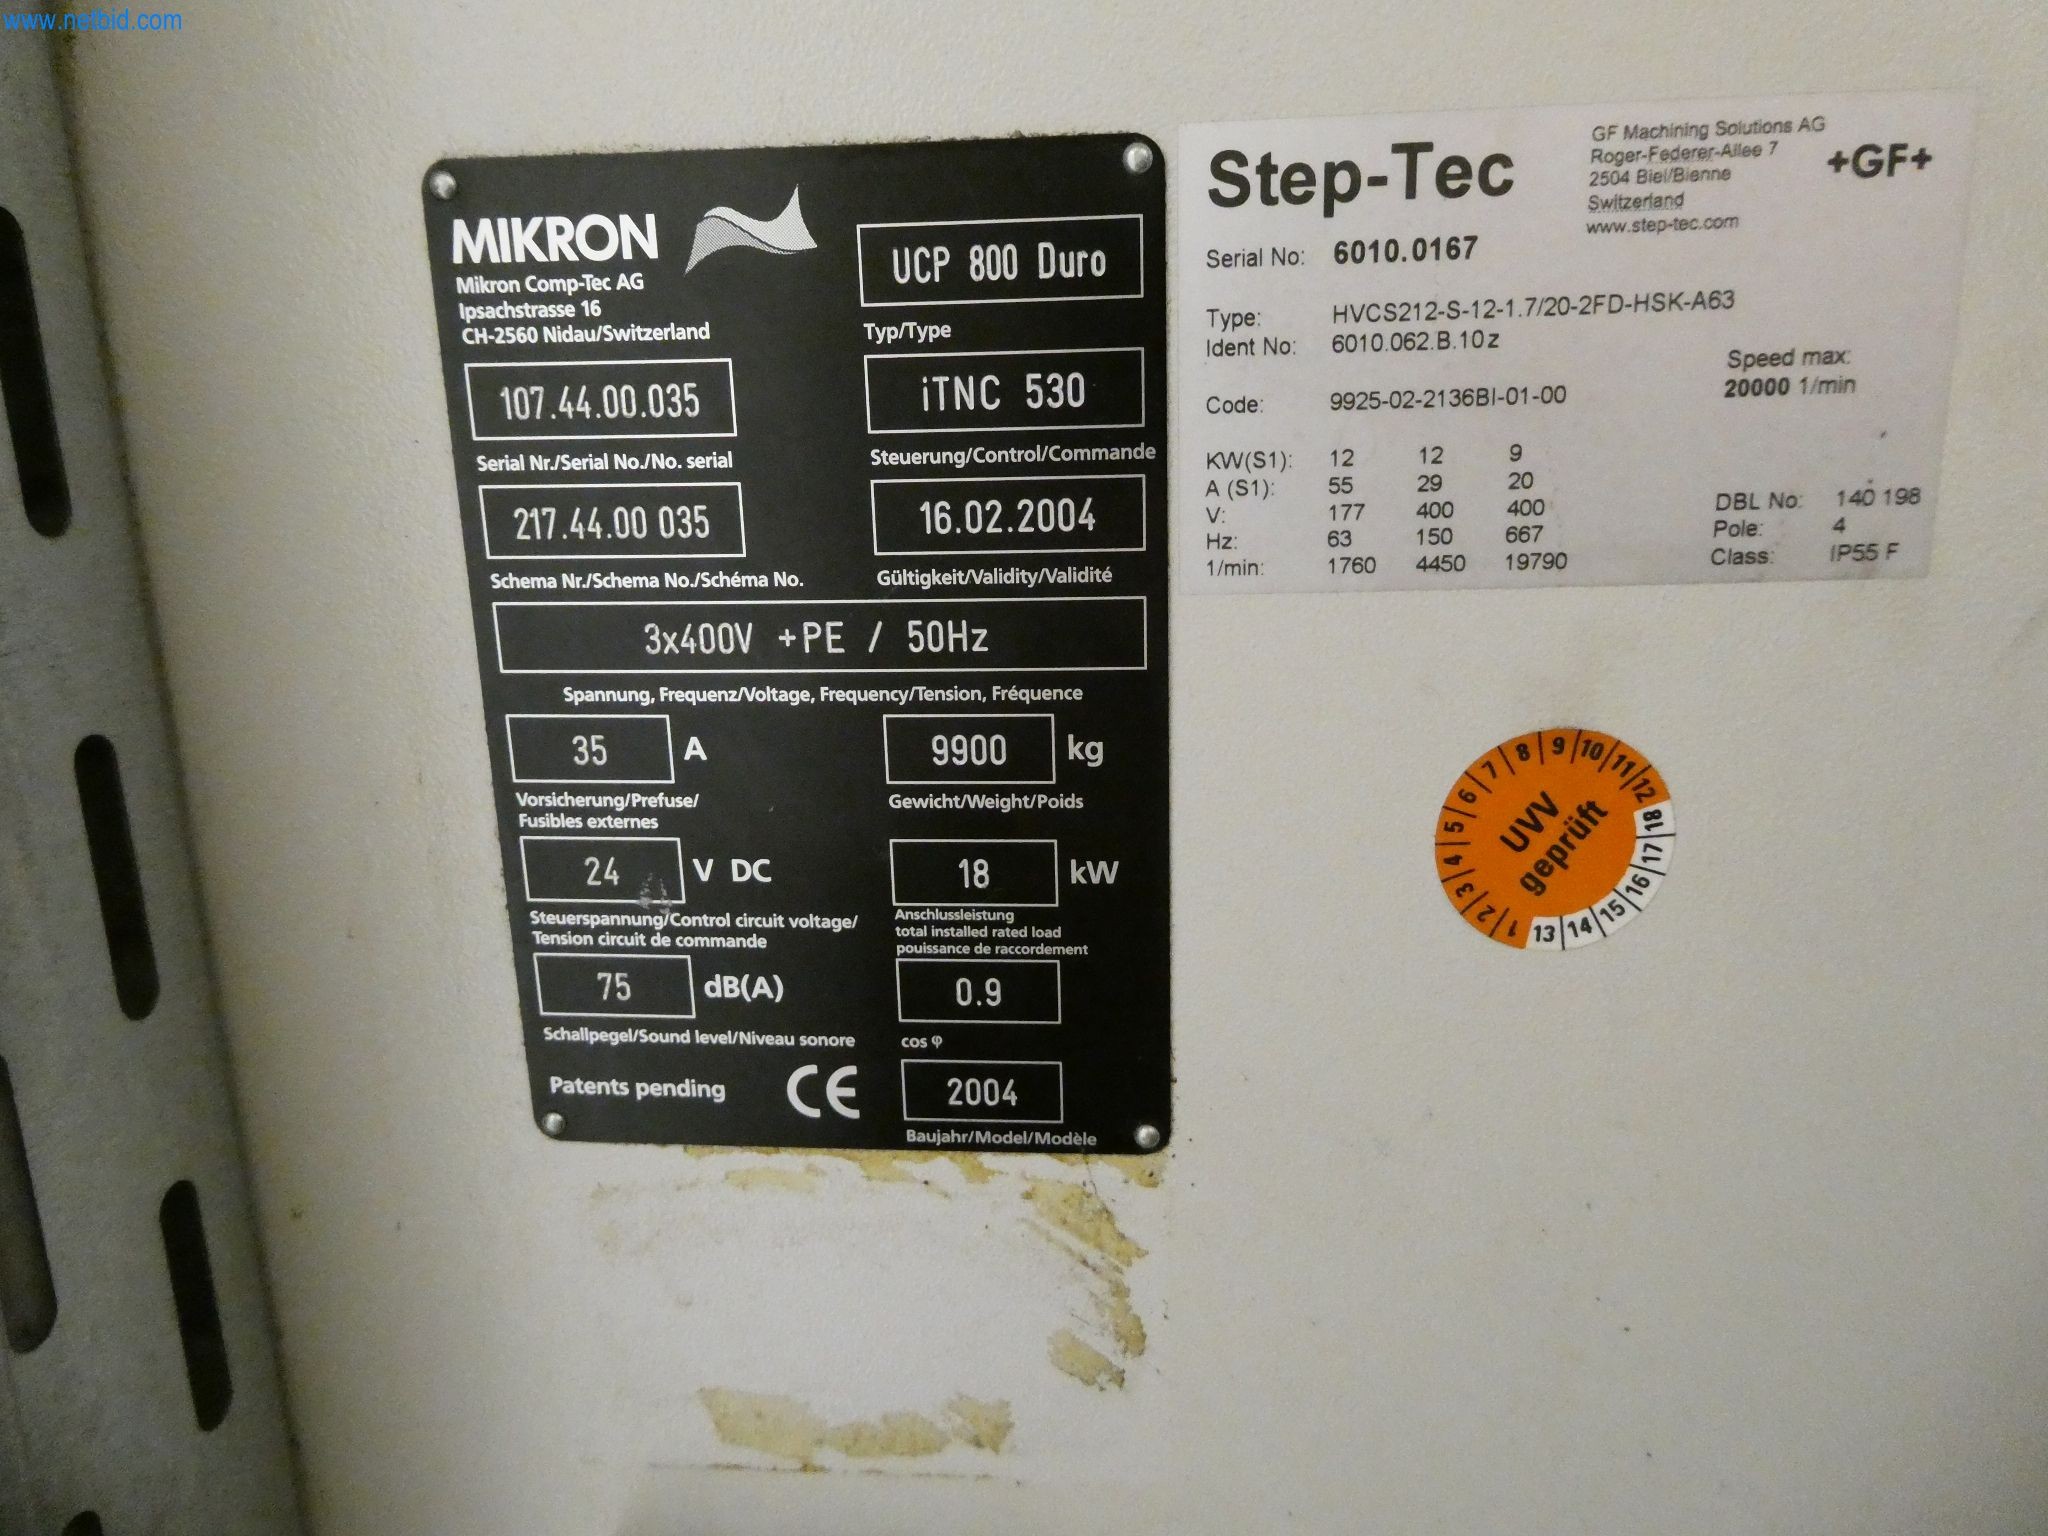 www.netbid.com
MIKRON
Mikron Comp-Tec AG
Ipsachstrasse 16
CH-2560 Nidau/Switzerland
UCP 800 Duro
Typ/Type
107.44.00.035
Serial Nr./Serial No./No. serial
iTNC 530
Steuerung/Control/Commande
217.44.00 035
Schema Nr./Schema No./Schéma No.
16.02.2004
Gültigkeit/Validity/Validité
3x400V +PE / 50Hz
Spannung, Frequenz/Voltage, Frequency/Tension, Fréquence
35 A
Vorsicherung/Prefuse/
Fusibles externes
9900 kg
Gewicht/Weight/Poids
24 V DC
Steuerspannung/Control circuit voltage/
Tension circuit de commande
18 kW
Anschlussleistung
total installed rated load
pouissance de raccordement
75 dB(A)
Schallpegel/Sound level/Niveau sonore
0.9
cos φ
Patents pending
CE
2004
Baujahr/Model/Modèle
Step-Tec
GF Machining Solutions AG
Roger-Federer-Allee 7
2504 Biel/Bienne
Switzerland
www.step-tec.com
+GF+
Serial No: 6010.0167
Type: HVCS212-S-12-1.7/20-2FD-HSK-A63
Ident No: 6010.062.B.10z
Speed max:
20000 1/min
Code: 9925-02-2136BI-01-00
KW(S1): 12 12 9
A (S1): 55 29 20
V: 177 400 400
Hz: 63 150 667
1/min: 1760 4450 19790
DBL No: 140 198
Pole: 4
Class: IP55 F
1 2 3 4 5 6 7 8 9 10 11 12
13 14 15 16 17 18
UVV
geprüft